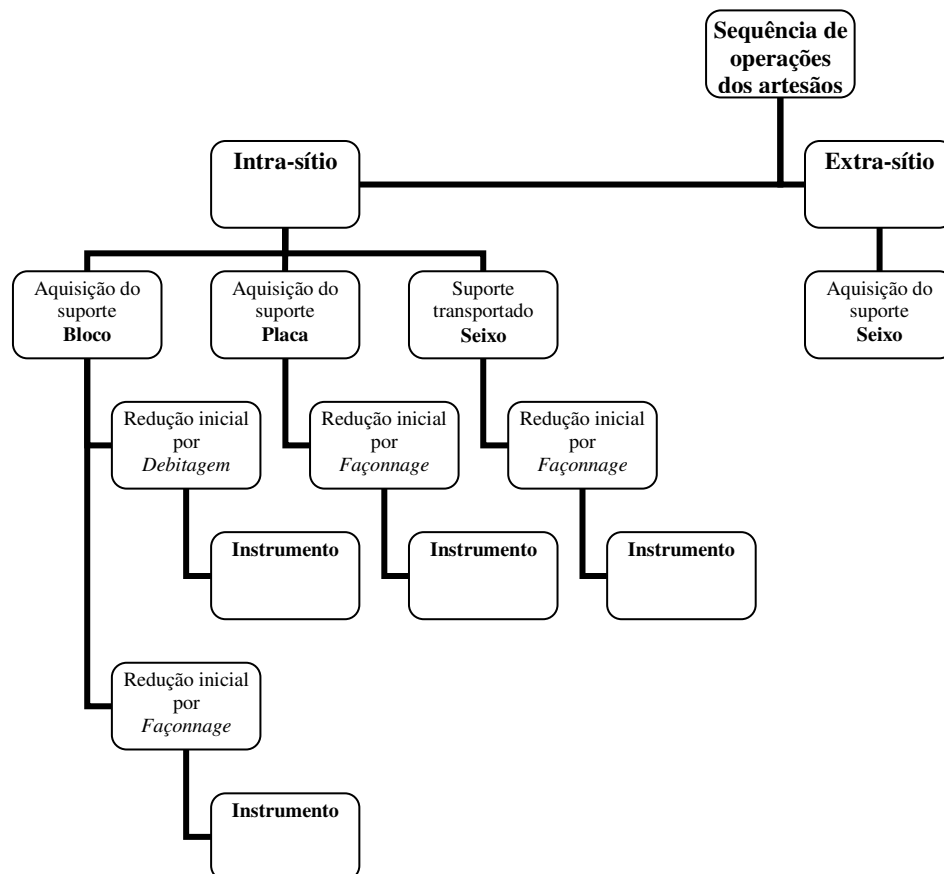 Sequência de
operações
dos artesãos
Intra-sítio
Extra-sítio
Aquisição do
suporte
Bloco
Aquisição do
suporte
Placa
Suporte
transportado
Seixo
Aquisição do
suporte
Seixo
Redução inicial
por
Debitagem
Redução inicial
por
Façonnage
Redução inicial
por
Façonnage
Instrumento
Instrumento
Instrumento
Redução inicial
por
Façonnage
Instrumento